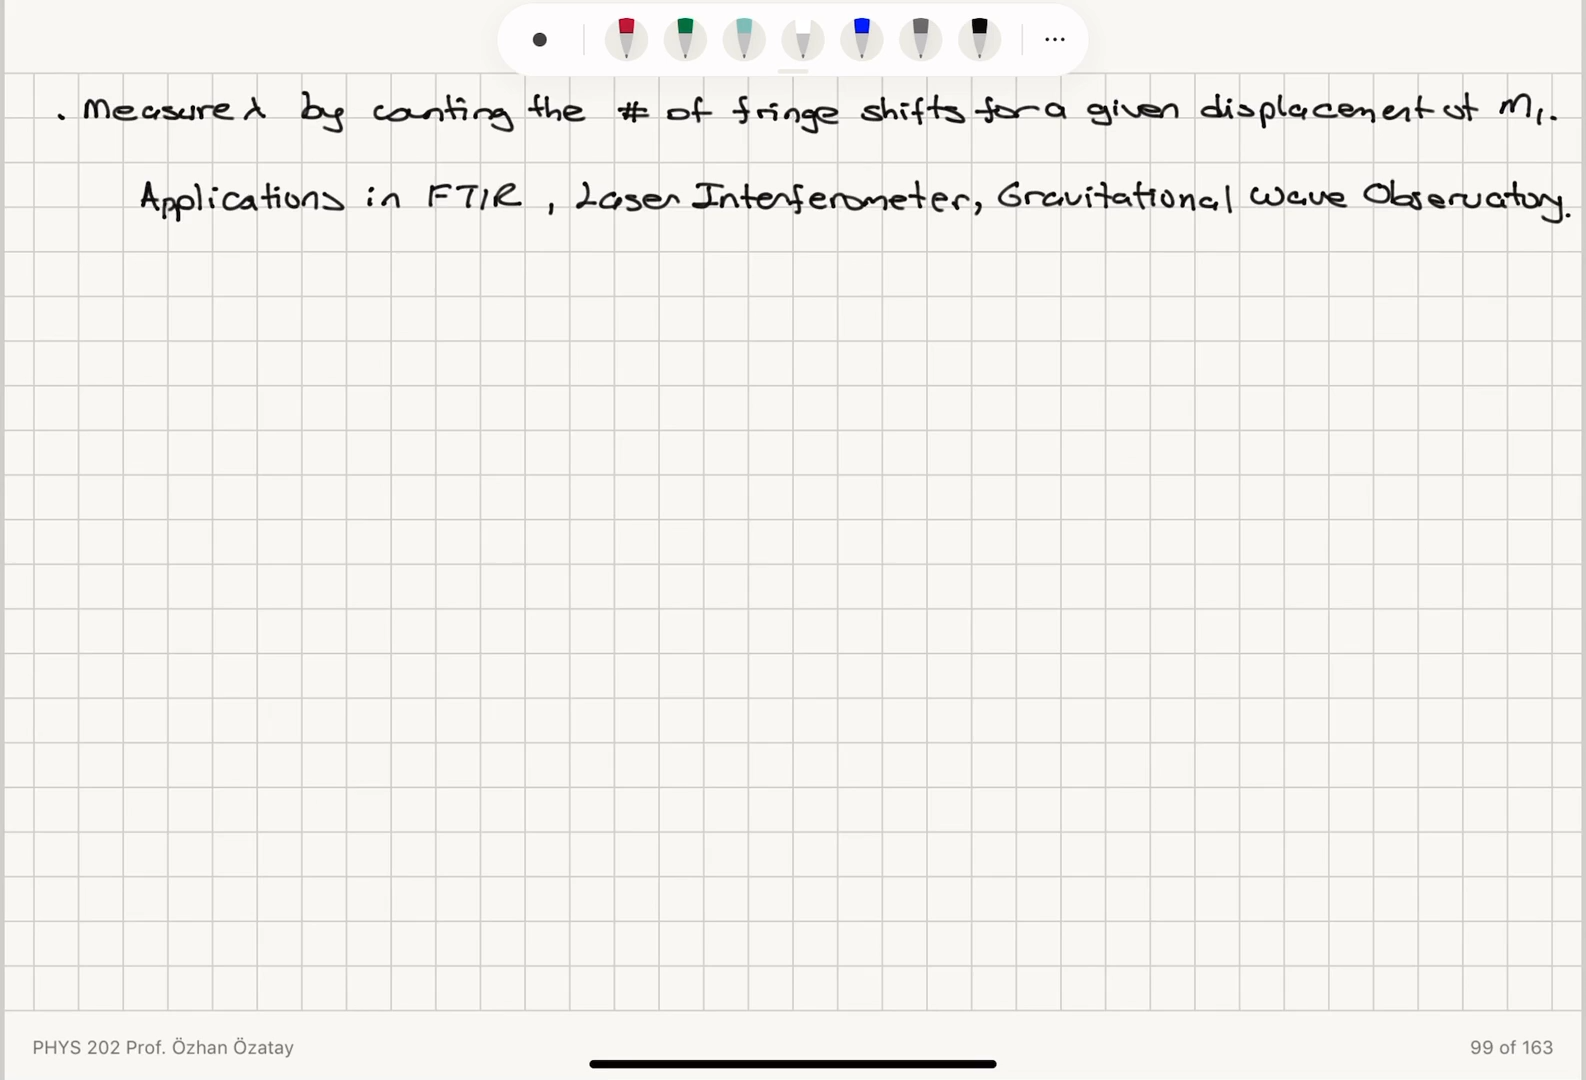 . Measure λ by counting the # of fringe shifts for a given displacement of M₁.
Applications in FTIR, Laser Interferometer, Gravitational Wave Observatory.
PHYS 202 Prof. Özhan Özatay
99 of 163